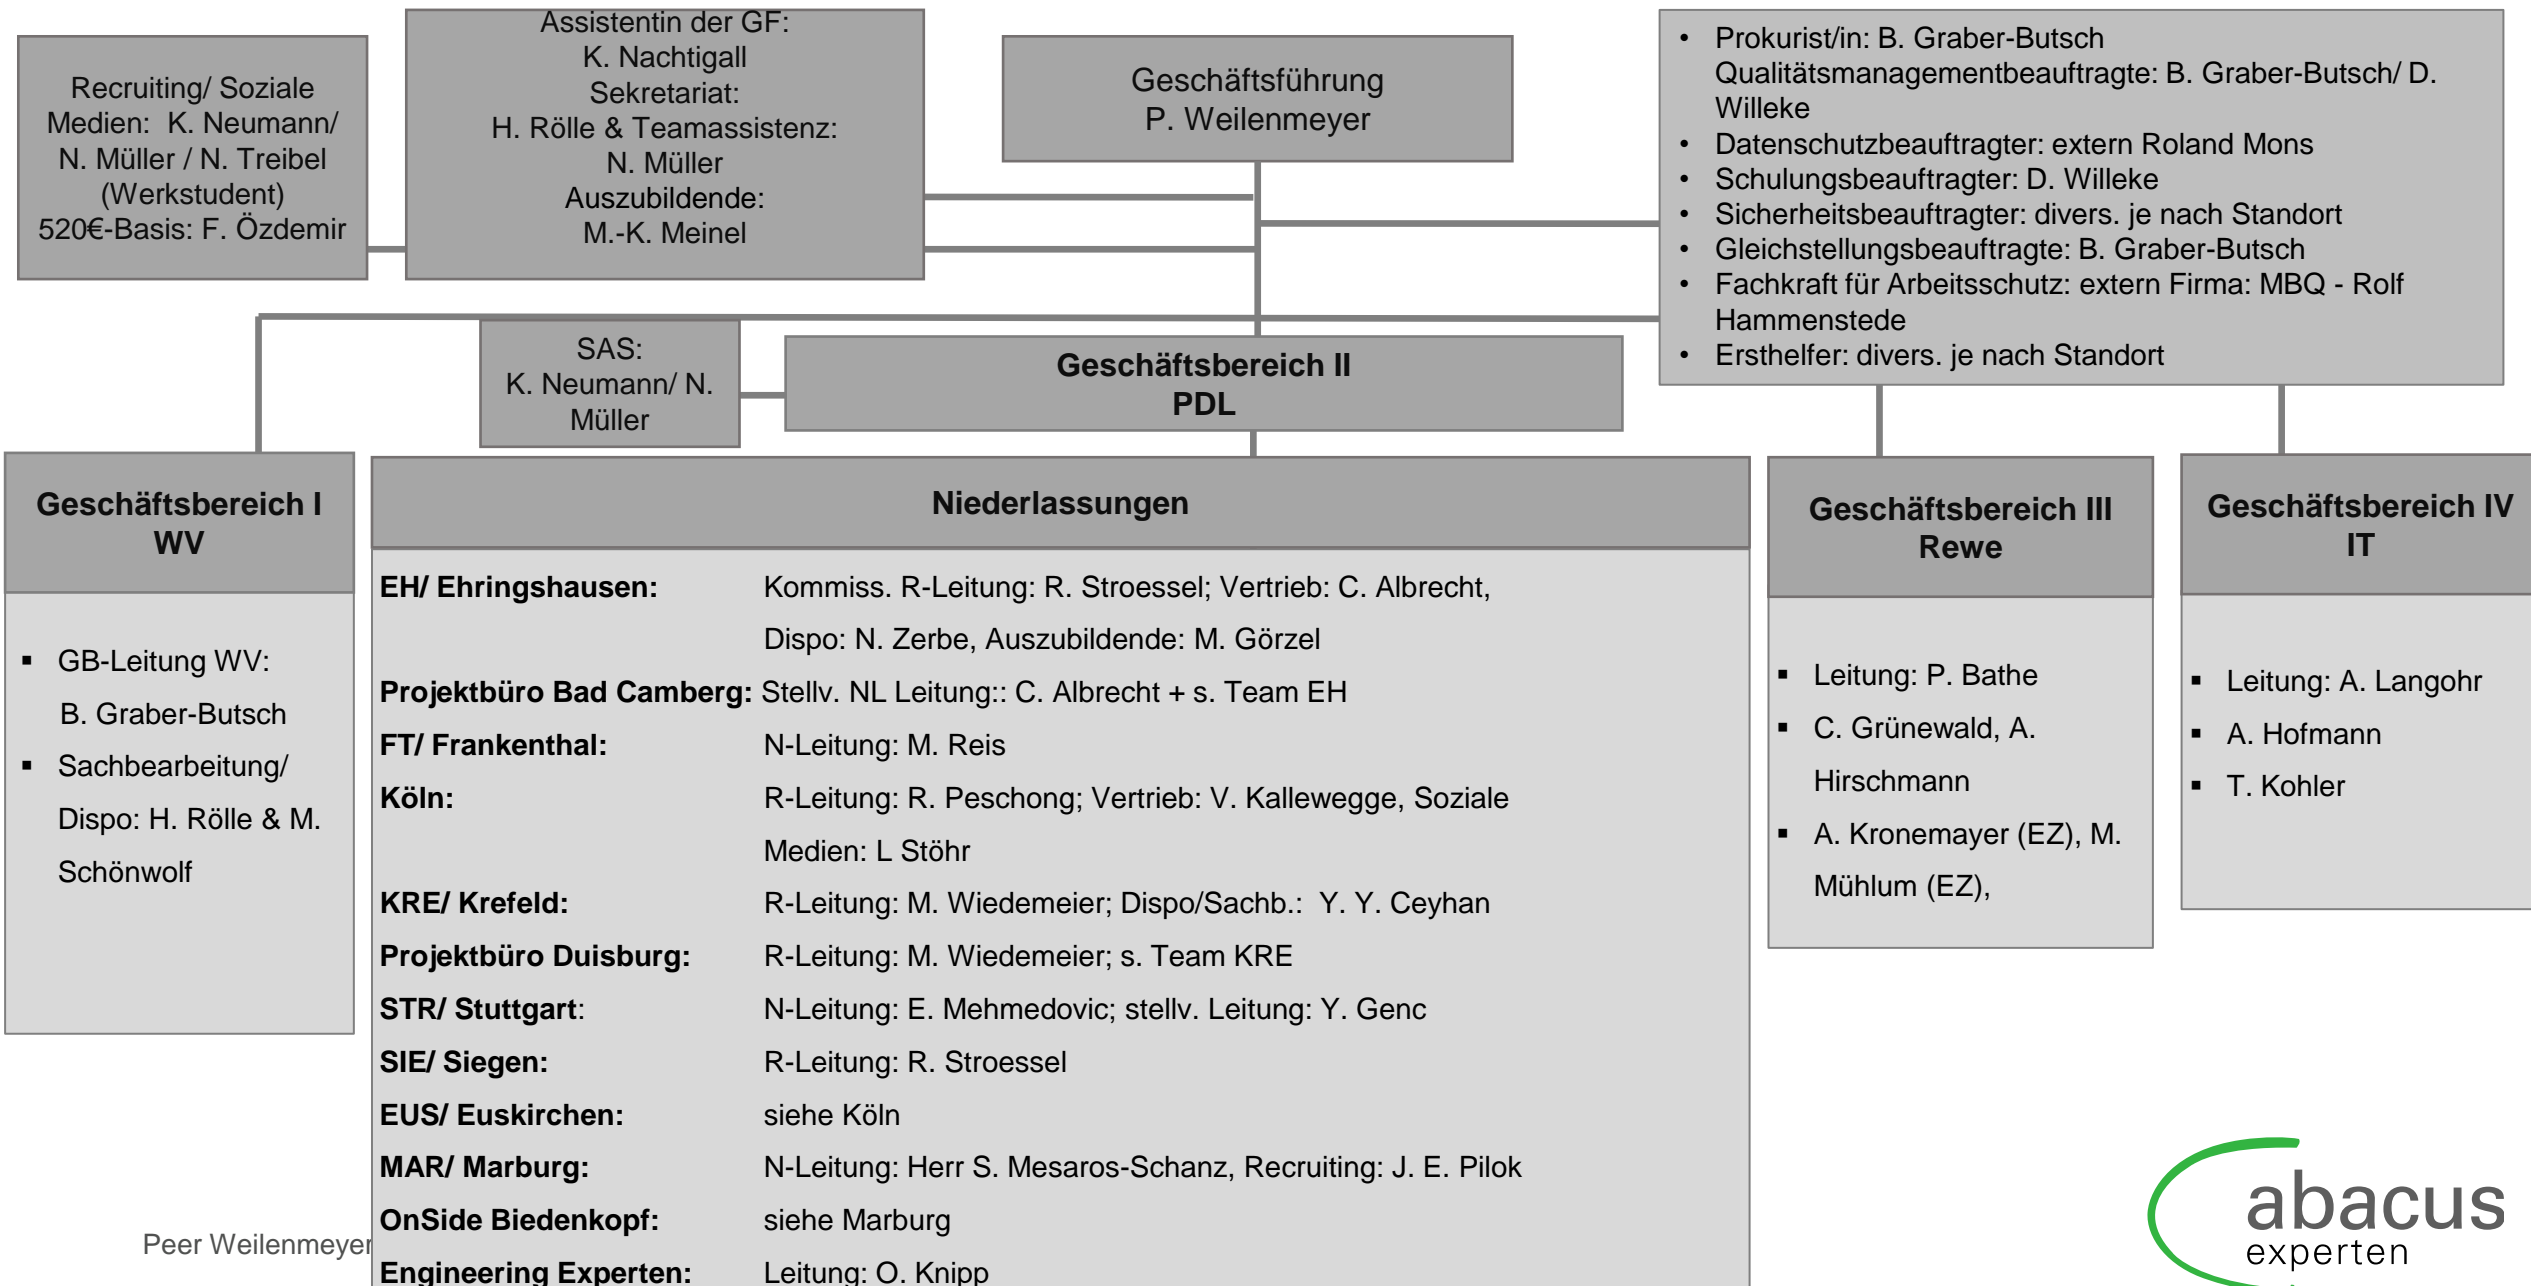 Recruiting/ Soziale
Medien: K. Neumann/
N. Müller / N. Treibel
(Werkstudent)
520€-Basis: F. Özdemir
Assistentin der GF:
K. Nachtigall
Sekretariat:
H. Rölle & Teamassistenz:
N. Müller
Auszubildende:
M.-K. Meinel
Geschäftsführung
P. Weilenmeyer
• Prokurist/in: B. Graber-Butsch
Qualitätsmanagementbeauftragte: B. Graber-Butsch/ D.
Willeke
• Datenschutzbeauftragter: extern Roland Mons
• Schulungsbeauftragter: D. Willeke
• Sicherheitsbeauftragter: divers. je nach Standort
• Gleichstellungsbeauftragte: B. Graber-Butsch
• Fachkraft für Arbeitsschutz: extern Firma: MBQ - Rolf
Hammenstede
• Ersthelfer: divers. je nach Standort
SAS:
K. Neumann/ N.
Müller
Geschäftsbereich II
PDL
Geschäftsbereich I
WV
▪ GB-Leitung WV:
B. Graber-Butsch
▪ Sachbearbeitung/
Dispo: H. Rölle & M.
Schönwolf
Niederlassungen
EH/ Ehringshausen: Kommiss. R-Leitung: R. Stroessel; Vertrieb: C. Albrecht,
Dispo: N. Zerbe, Auszubildende: M. Görzel
Projektbüro Bad Camberg: Stellv. NL Leitung:: C. Albrecht + s. Team EH
FT/ Frankenthal: N-Leitung: M. Reis
Köln: R-Leitung: R. Peschong; Vertrieb: V. Kallewegge, Soziale
Medien: L Stöhr
KRE/ Krefeld: R-Leitung: M. Wiedemeier; Dispo/Sachb.: Y. Y. Ceyhan
Projektbüro Duisburg: R-Leitung: M. Wiedemeier; s. Team KRE
STR/ Stuttgart: N-Leitung: E. Mehmedovic; stellv. Leitung: Y. Genc
SIE/ Siegen: R-Leitung: R. Stroessel
EUS/ Euskirchen: siehe Köln
MAR/ Marburg: N-Leitung: Herr S. Mesaros-Schanz, Recruiting: J. E. Pilok
OnSide Biedenkopf: siehe Marburg
Engineering Experten: Leitung: O. Knipp
Geschäftsbereich III
Rewe
▪ Leitung: P. Bathe
▪ C. Grünewald, A.
Hirschmann
▪ A. Kronemayer (EZ), M.
Mühlum (EZ),
Geschäftsbereich IV
IT
▪ Leitung: A. Langohr
▪ A. Hofmann
▪ T. Kohler
Peer Weilenmeyer
abacus
experten